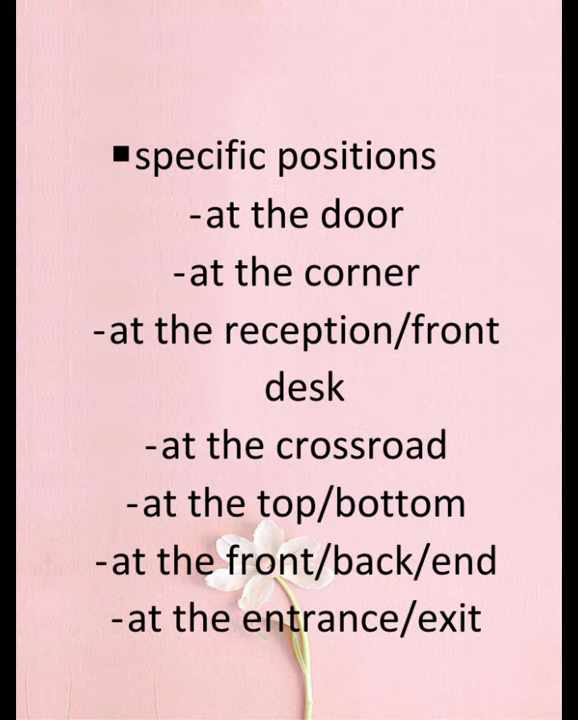 ▪specific positions
-at the door
-at the corner
-at the reception/front
desk
-at the crossroad
-at the top/bottom
-at the front/back/end
-at the entrance/exit